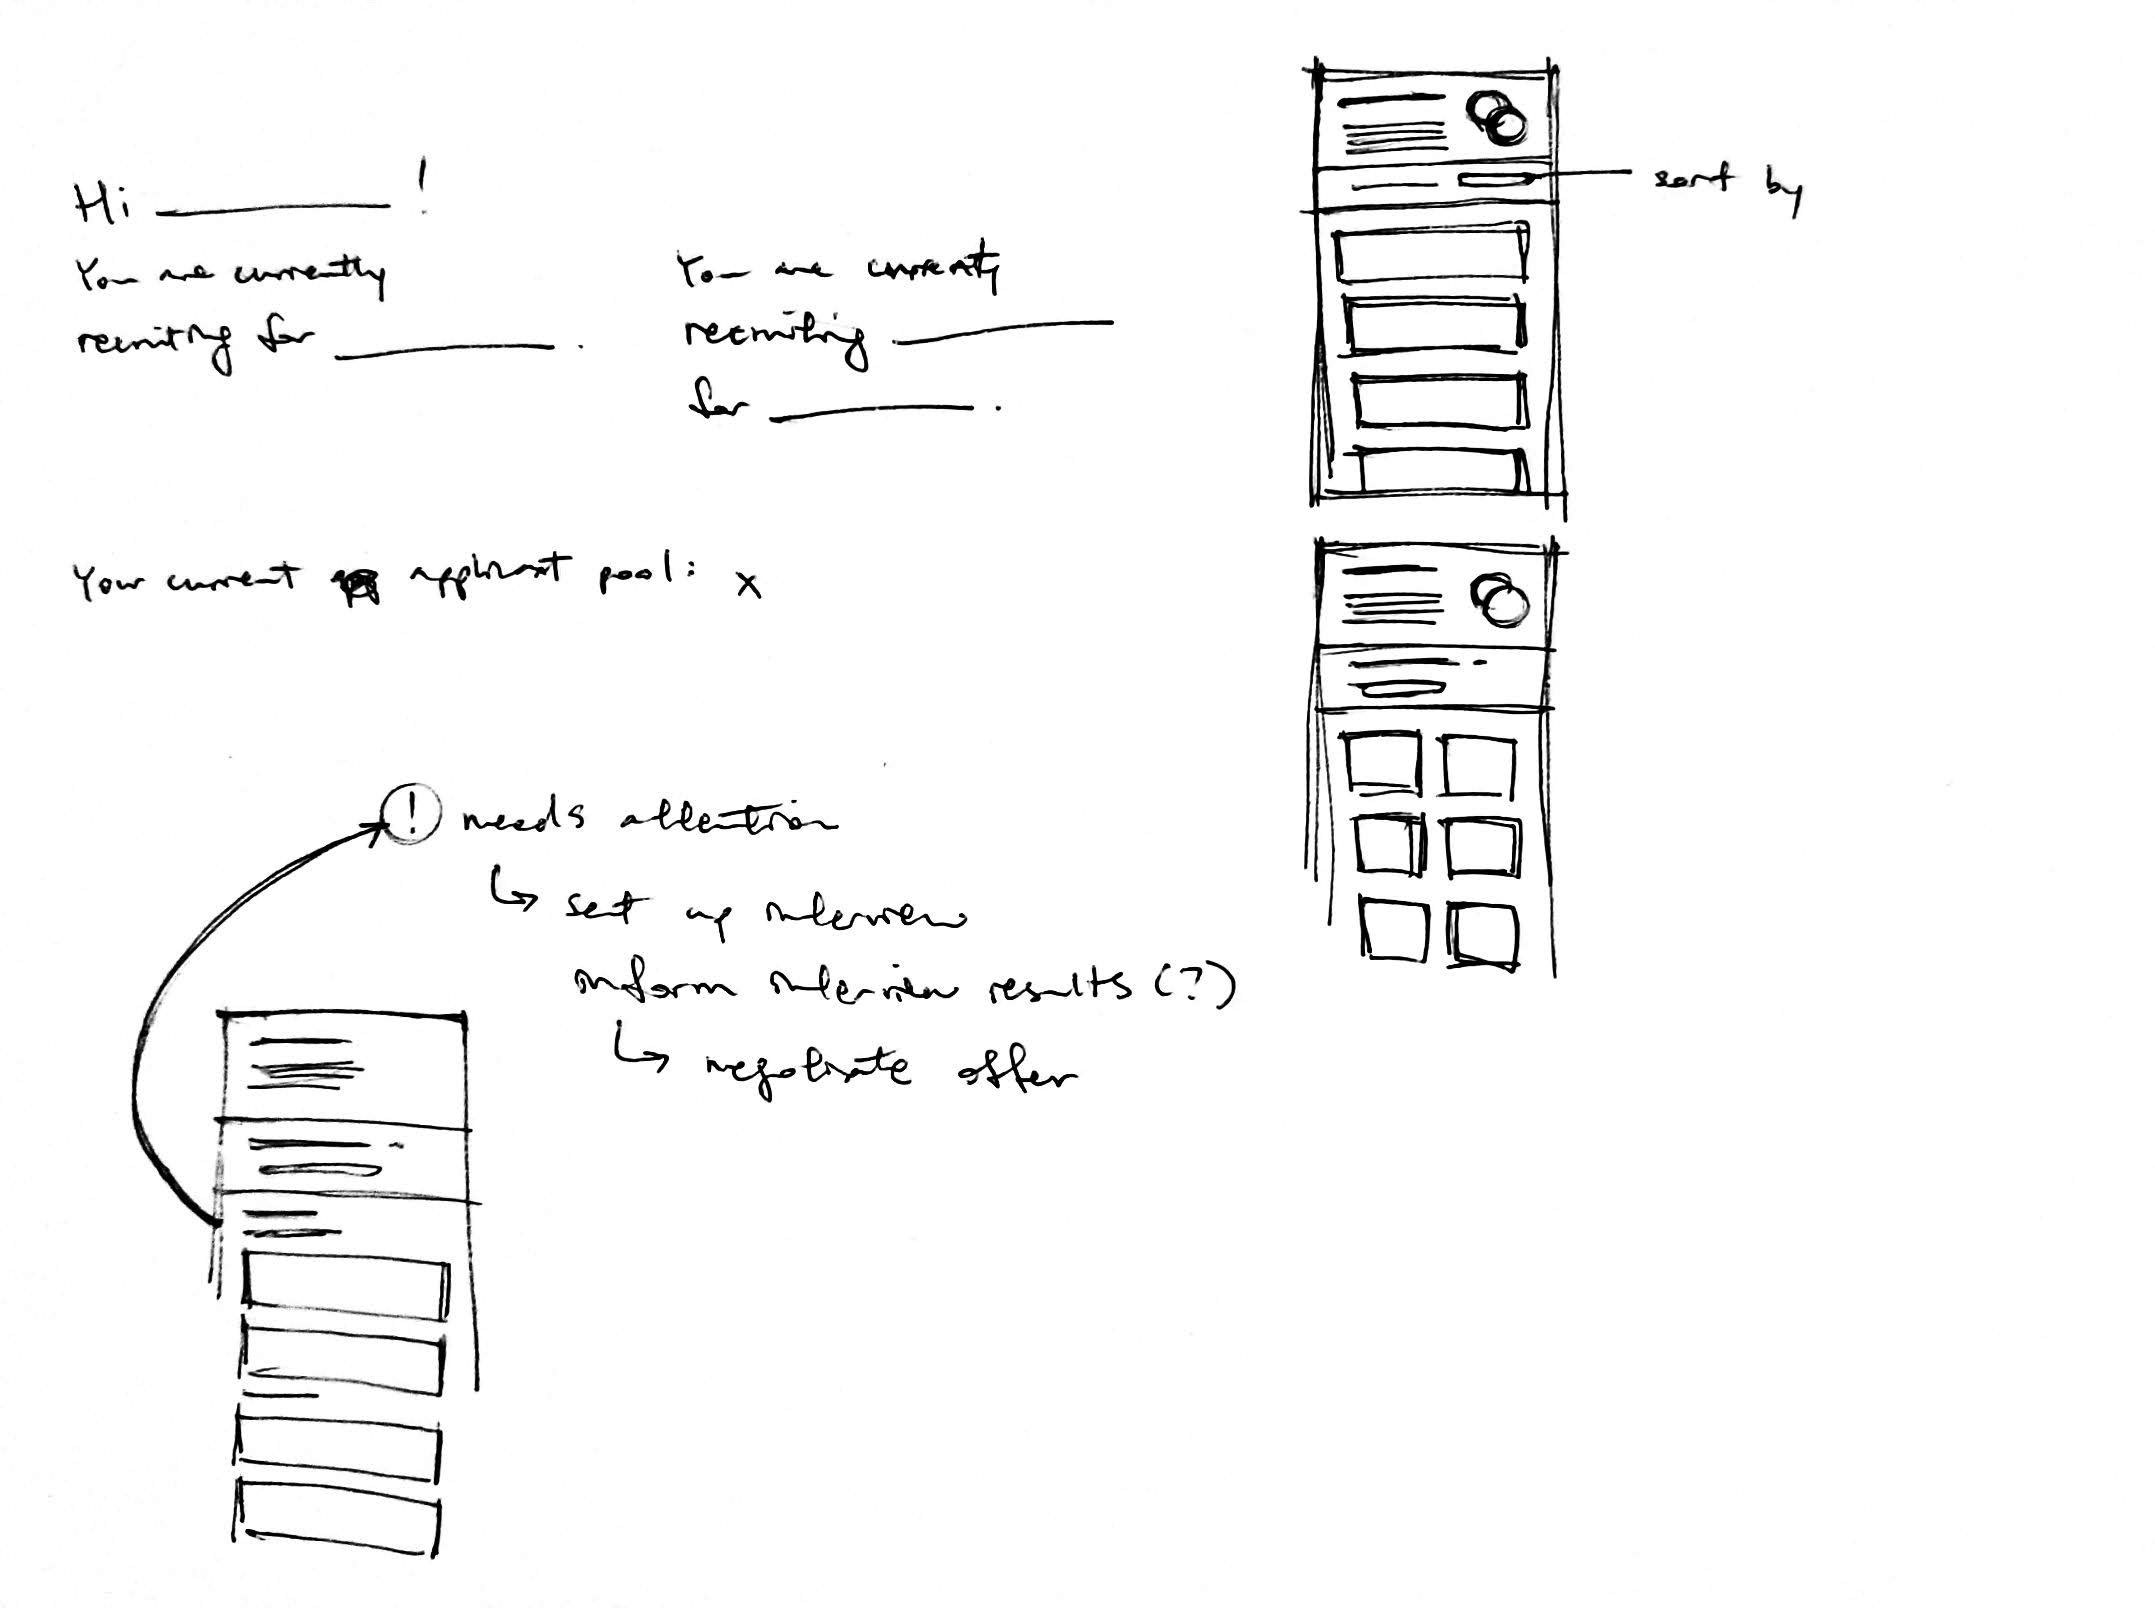 Hi ________ !
You are currently
recruiting for ________ .
You are currently
recruiting ________
for ________ .
Your current applicant pool: x
! needs attention
↳ set up interview
inform interview results (?)
↳ negotiate offer
sort by